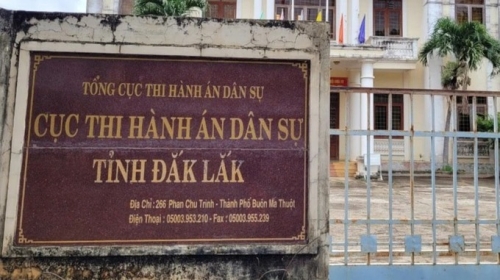 TỔNG CỤC THI HÀNH ÁN DÂN SỰ
CỤC THI HÀNH ÁN DÂN SỰ
TỈNH ĐẮK LẮK
Địa Chỉ : 266 Phan Chu Trinh - Thành Phố Buôn Ma Thuột
Điện Thoại : 05003.953.210 - Fax : 05003.955.239